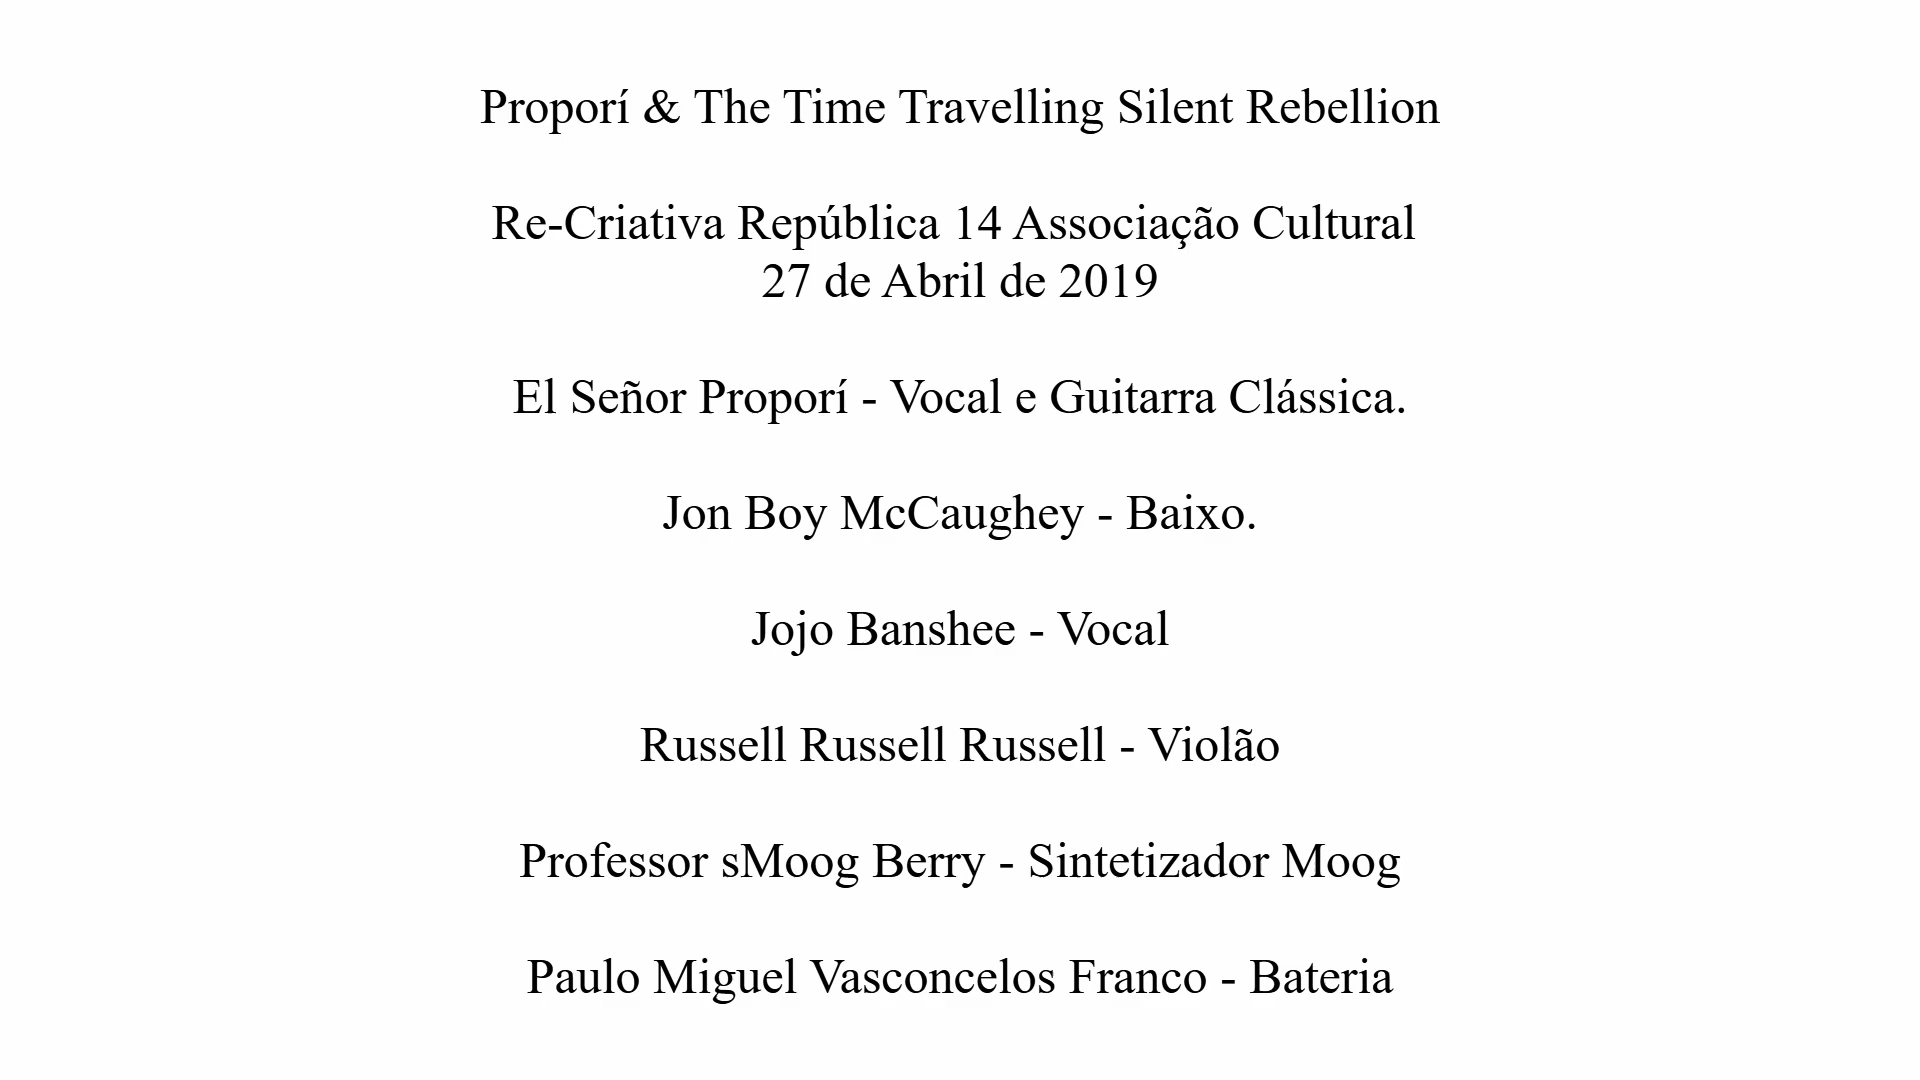 Proporí & The Time Travelling Silent Rebellion
Re-Criativa República 14 Associação Cultural
27 de Abril de 2019
El Señor Proporí - Vocal e Guitarra Clássica.
Jon Boy McCaughey - Baixo.
Jojo Banshee - Vocal
Russell Russell Russell - Violão
Professor sMoog Berry - Sintetizador Moog
Paulo Miguel Vasconcelos Franco - Bateria